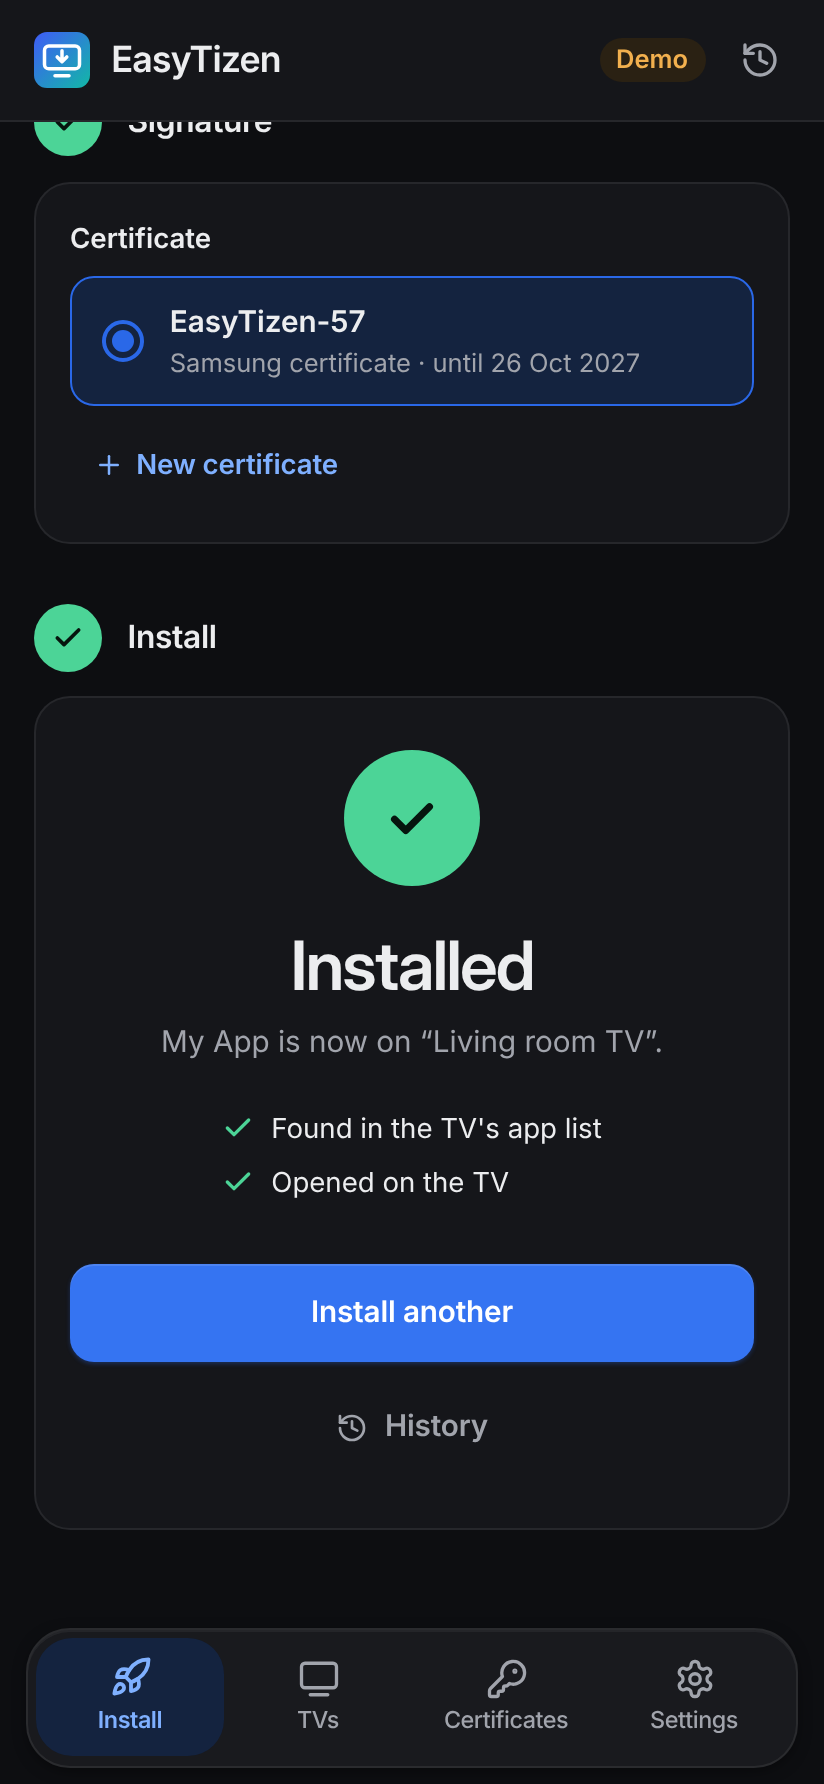 EasyTizen
Demo
Signature
Certificate
EasyTizen-57
Samsung certificate · until 26 Oct 2027
New certificate
Install
Installed
My App is now on “Living room TV”.
Found in the TV's app list
Opened on the TV
Install another
History
Install
TVs
Certificates
Settings